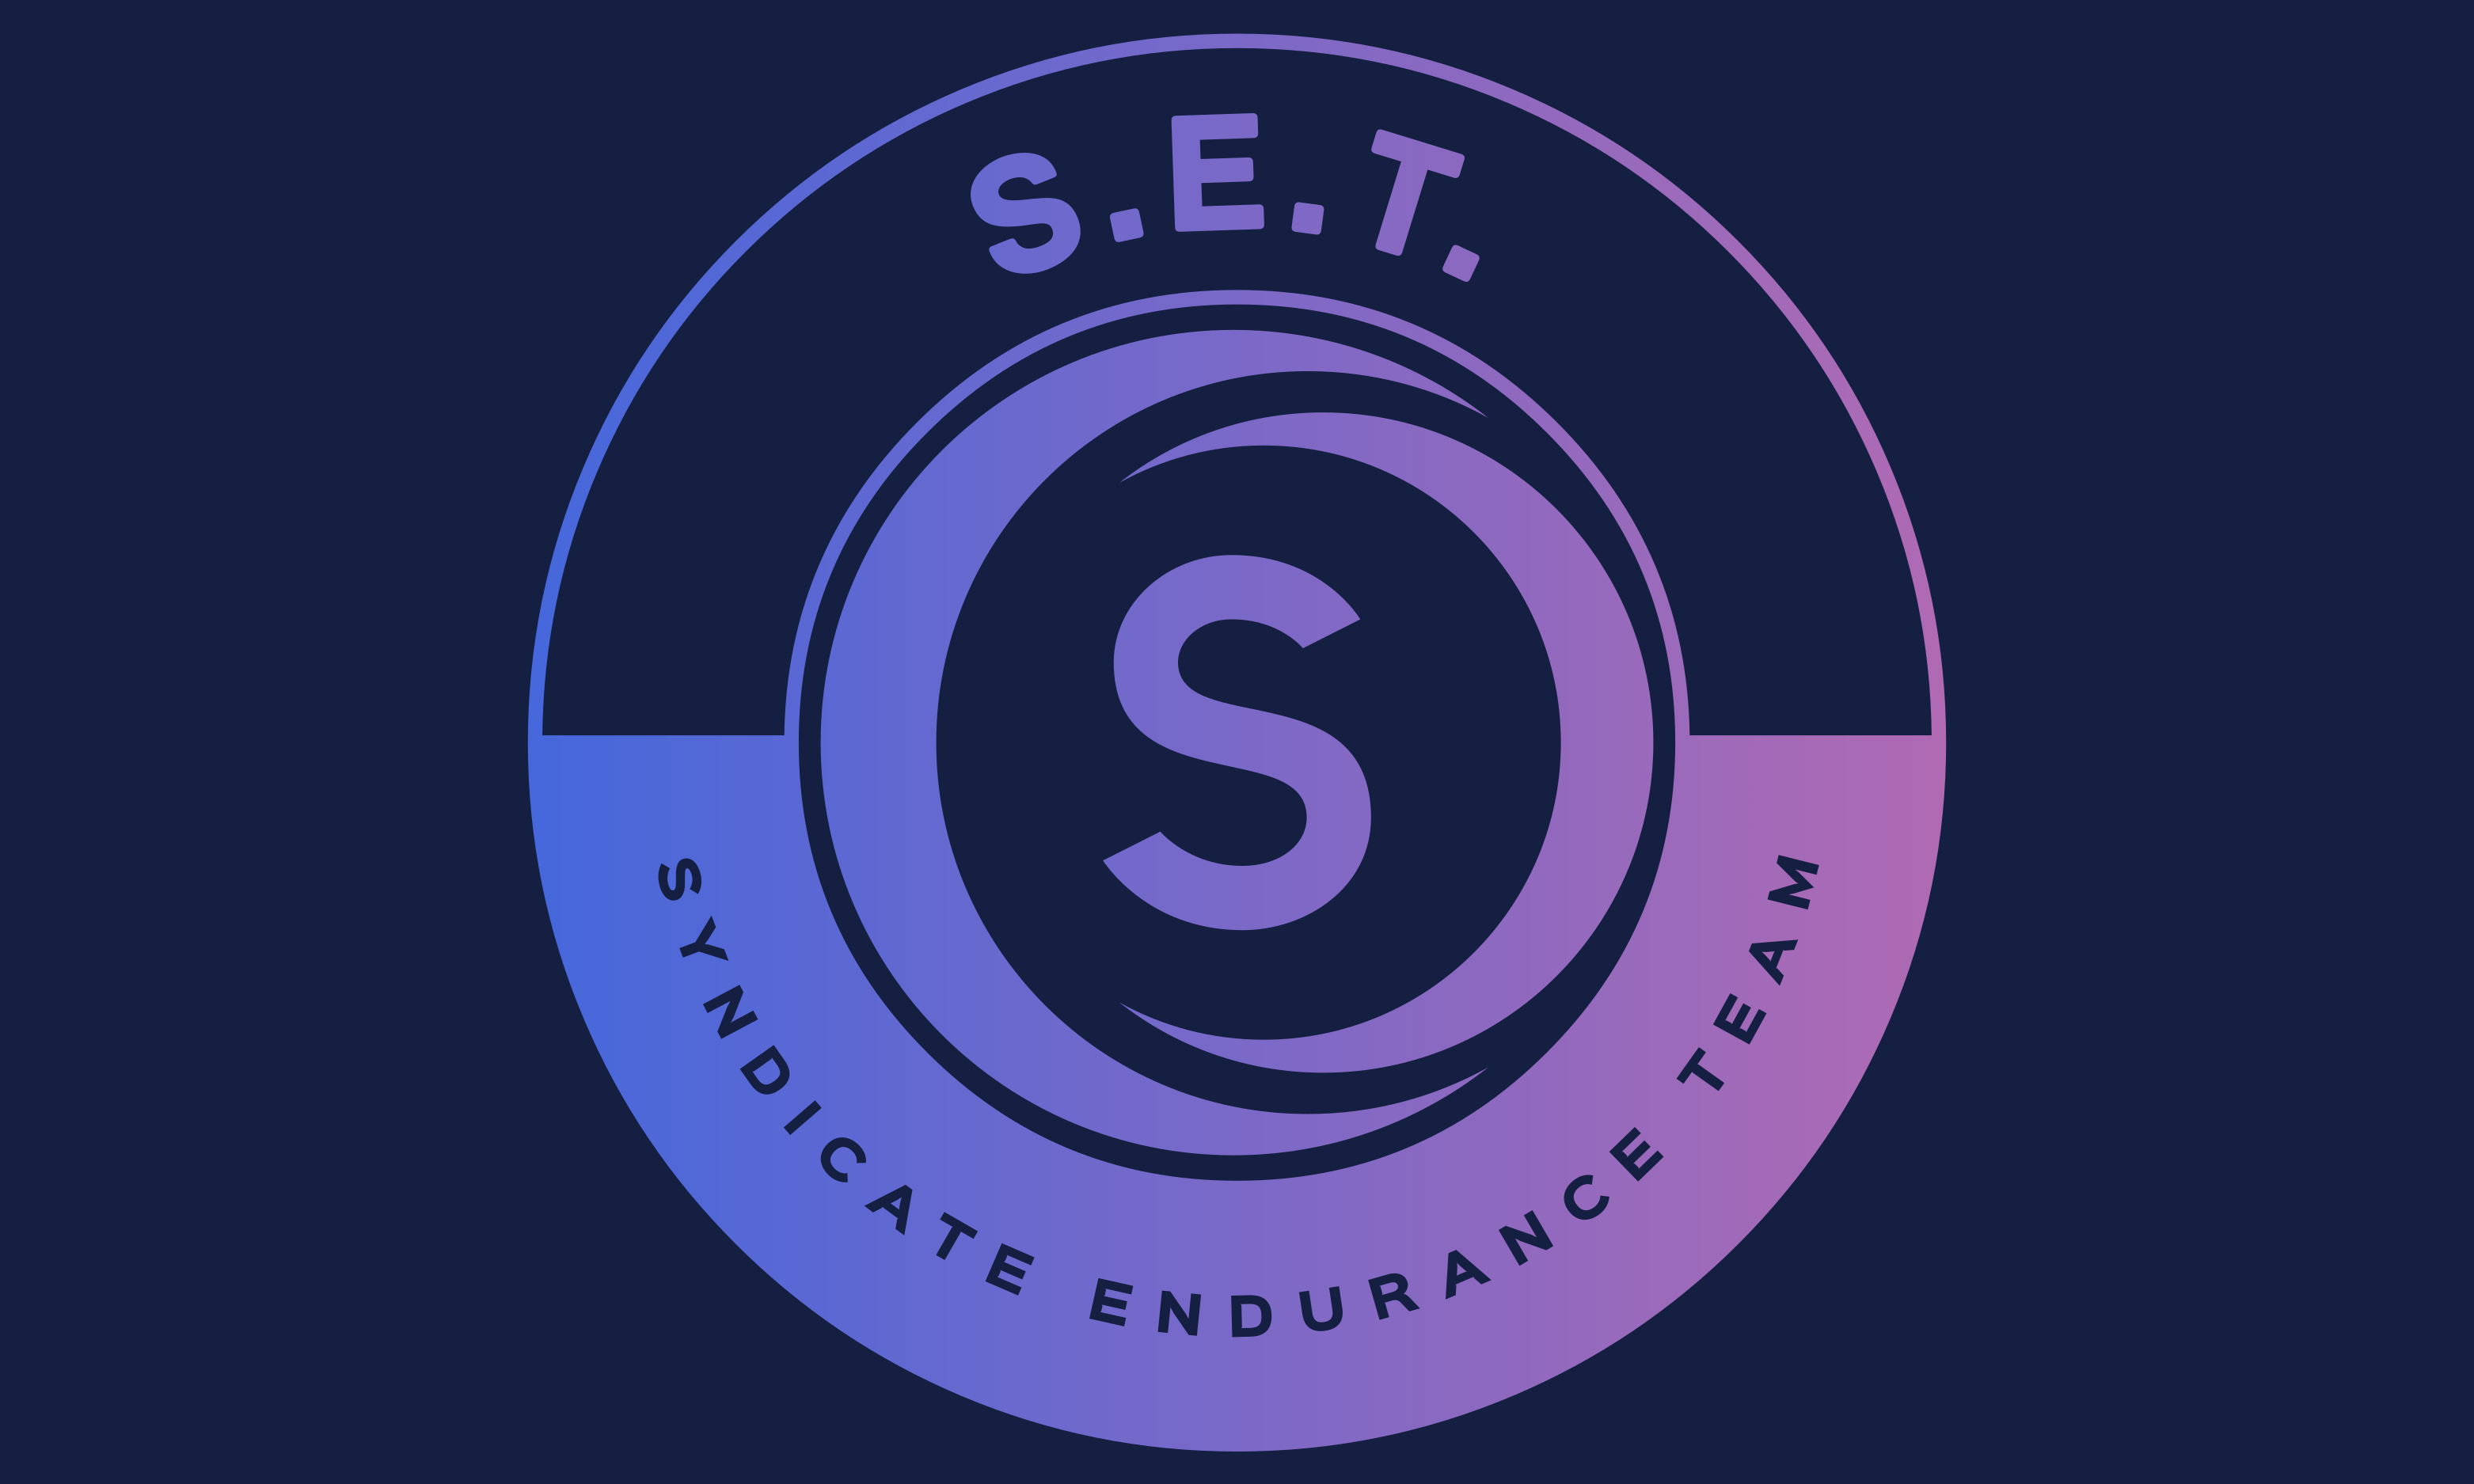 S.E.T.
S
SYNDICATE ENDURANCE TEAM